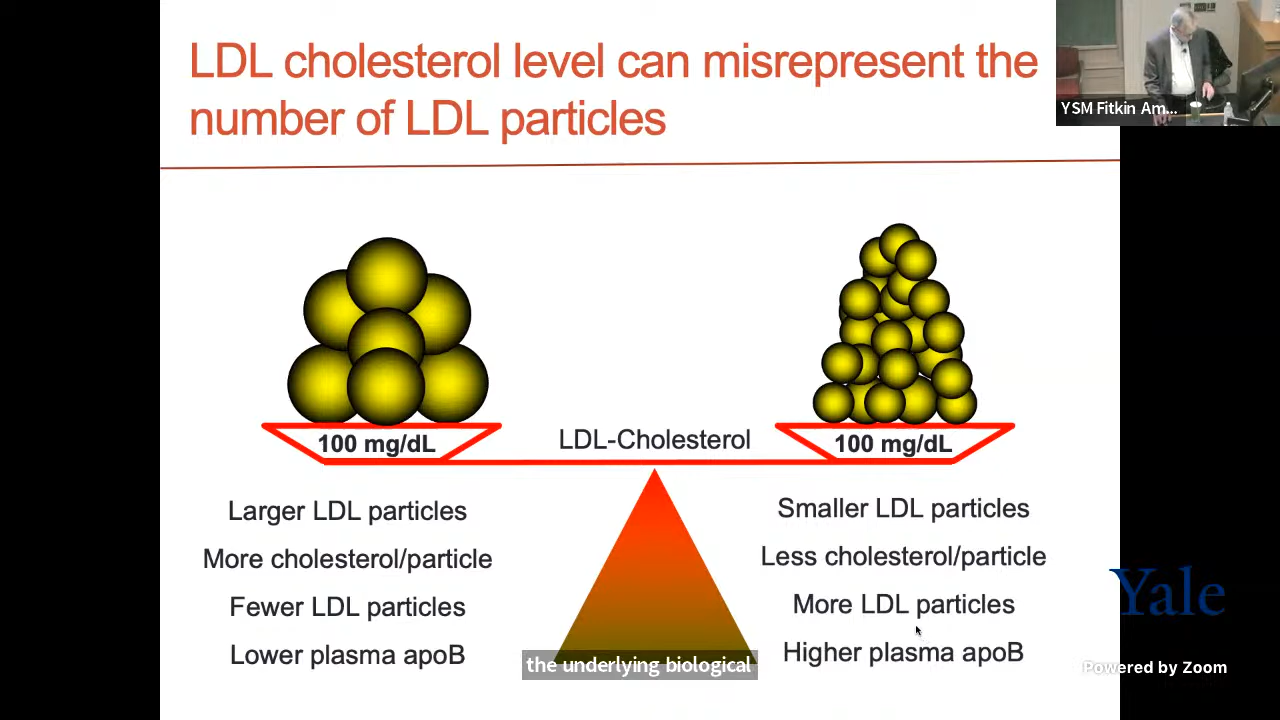 LDL cholesterol level can misrepresent the
number of LDL particles
YSM Fitkin Am...
100 mg/dL
LDL-Cholesterol
100 mg/dL
Larger LDL particles
More cholesterol/particle
Fewer LDL particles
Lower plasma apoB
Smaller LDL particles
Less cholesterol/particle
More LDL particles
Higher plasma apoB
the underlying biological
Yale
Powered by Zoom